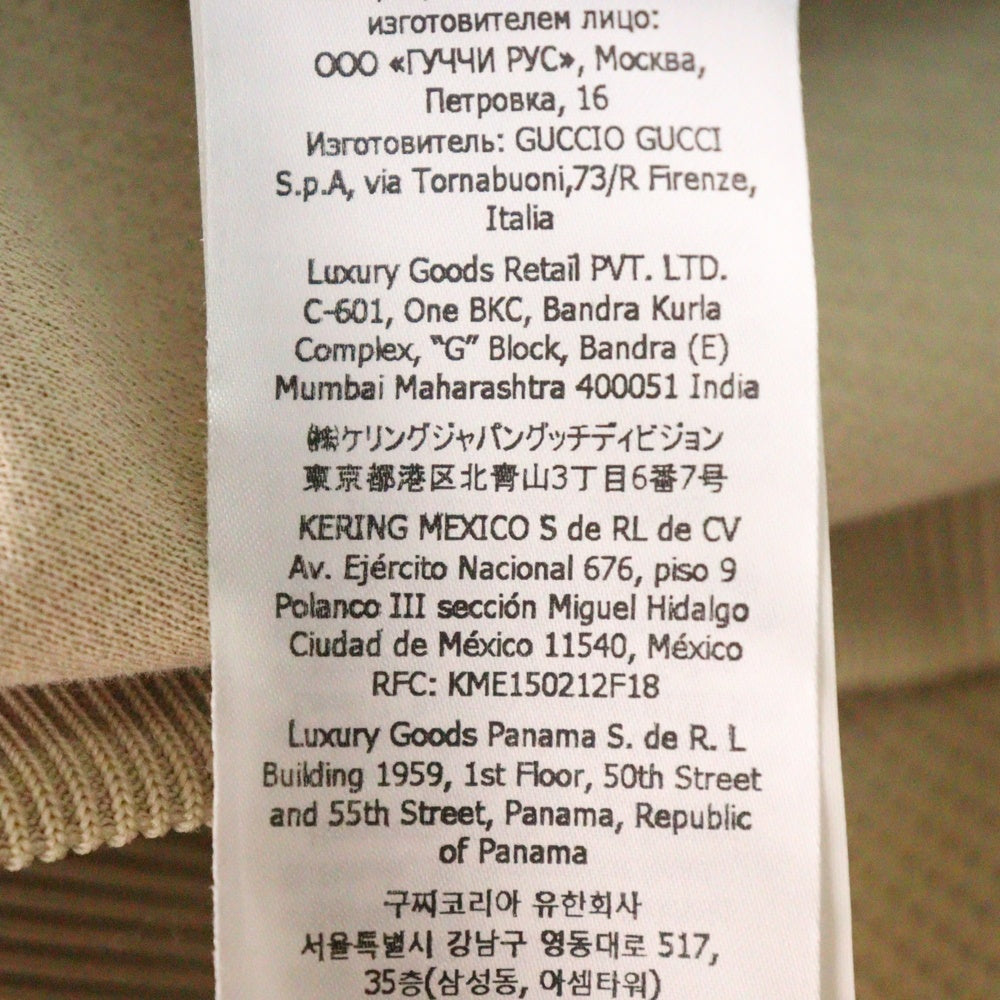 изготовителем лицо:
ООО «ГУЧЧИ РУС», Москва,
Петровка, 16
Изготовитель: GUCCIO GUCCI
S.p.A, via Tornabuoni,73/R Firenze,
Italia
Luxury Goods Retail PVT. LTD.
C-601, One BKC, Bandra Kurla
Complex, “G” Block, Bandra (E)
Mumbai Maharashtra 400051 India
㈱ケリングジャパングッチディビジョン
東京都港区北青山3丁目6番7号
KERING MEXICO S de RL de CV
Av. Ejército Nacional 676, piso 9
Polanco III sección Miguel Hidalgo
Ciudad de México 11540, México
RFC: KME150212F18
Luxury Goods Panama S. de R. L
Building 1959, 1st Floor, 50th Street
and 55th Street, Panama, Republic
of Panama
구찌코리아 유한회사
서울특별시 강남구 영동대로 517,
35층(삼성동, 아셈타워)